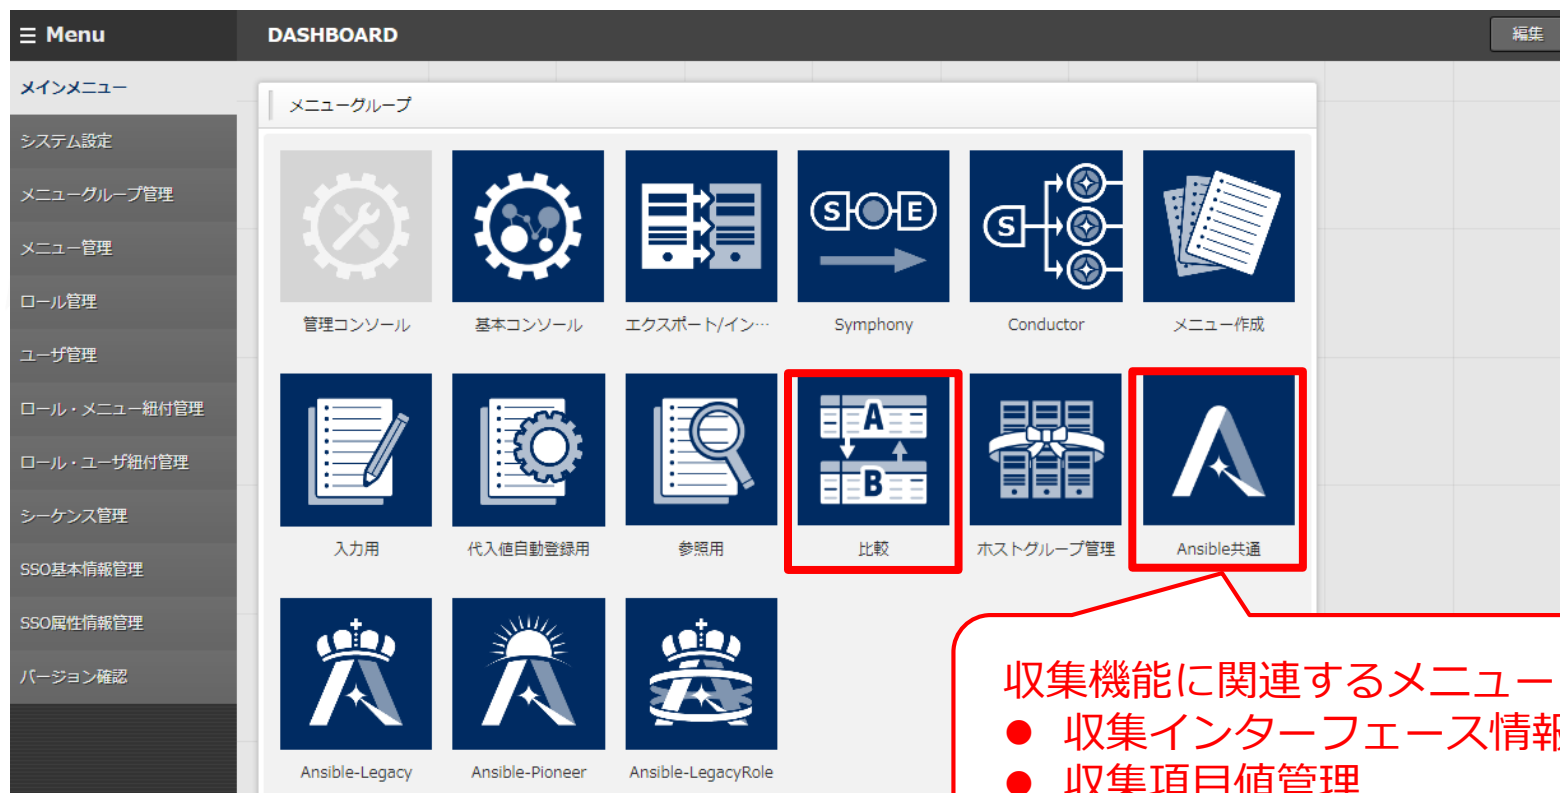 Menu
DASHBOARD
編集
メインメニュー
システム設定
メニューグループ管理
メニュー管理
ロール管理
ユーザ管理
ロール・メニュー紐付管理
ロール・ユーザ紐付管理
シーケンス管理
SSO基本情報管理
SSO属性情報管理
バージョン確認
メニューグループ
S E
S
管理コンソール
基本コンソール
エクスポート/イン…
Symphony
Conductor
メニュー作成
A
B
入力用
代入値自動登録用
参照用
比較
ホストグループ管理
Ansible共通
Ansible-Legacy
Ansible-Pioneer
Ansible-LegacyRole
収集機能に関連するメニュー
● 収集インターフェース情報
● 収集項目値管理